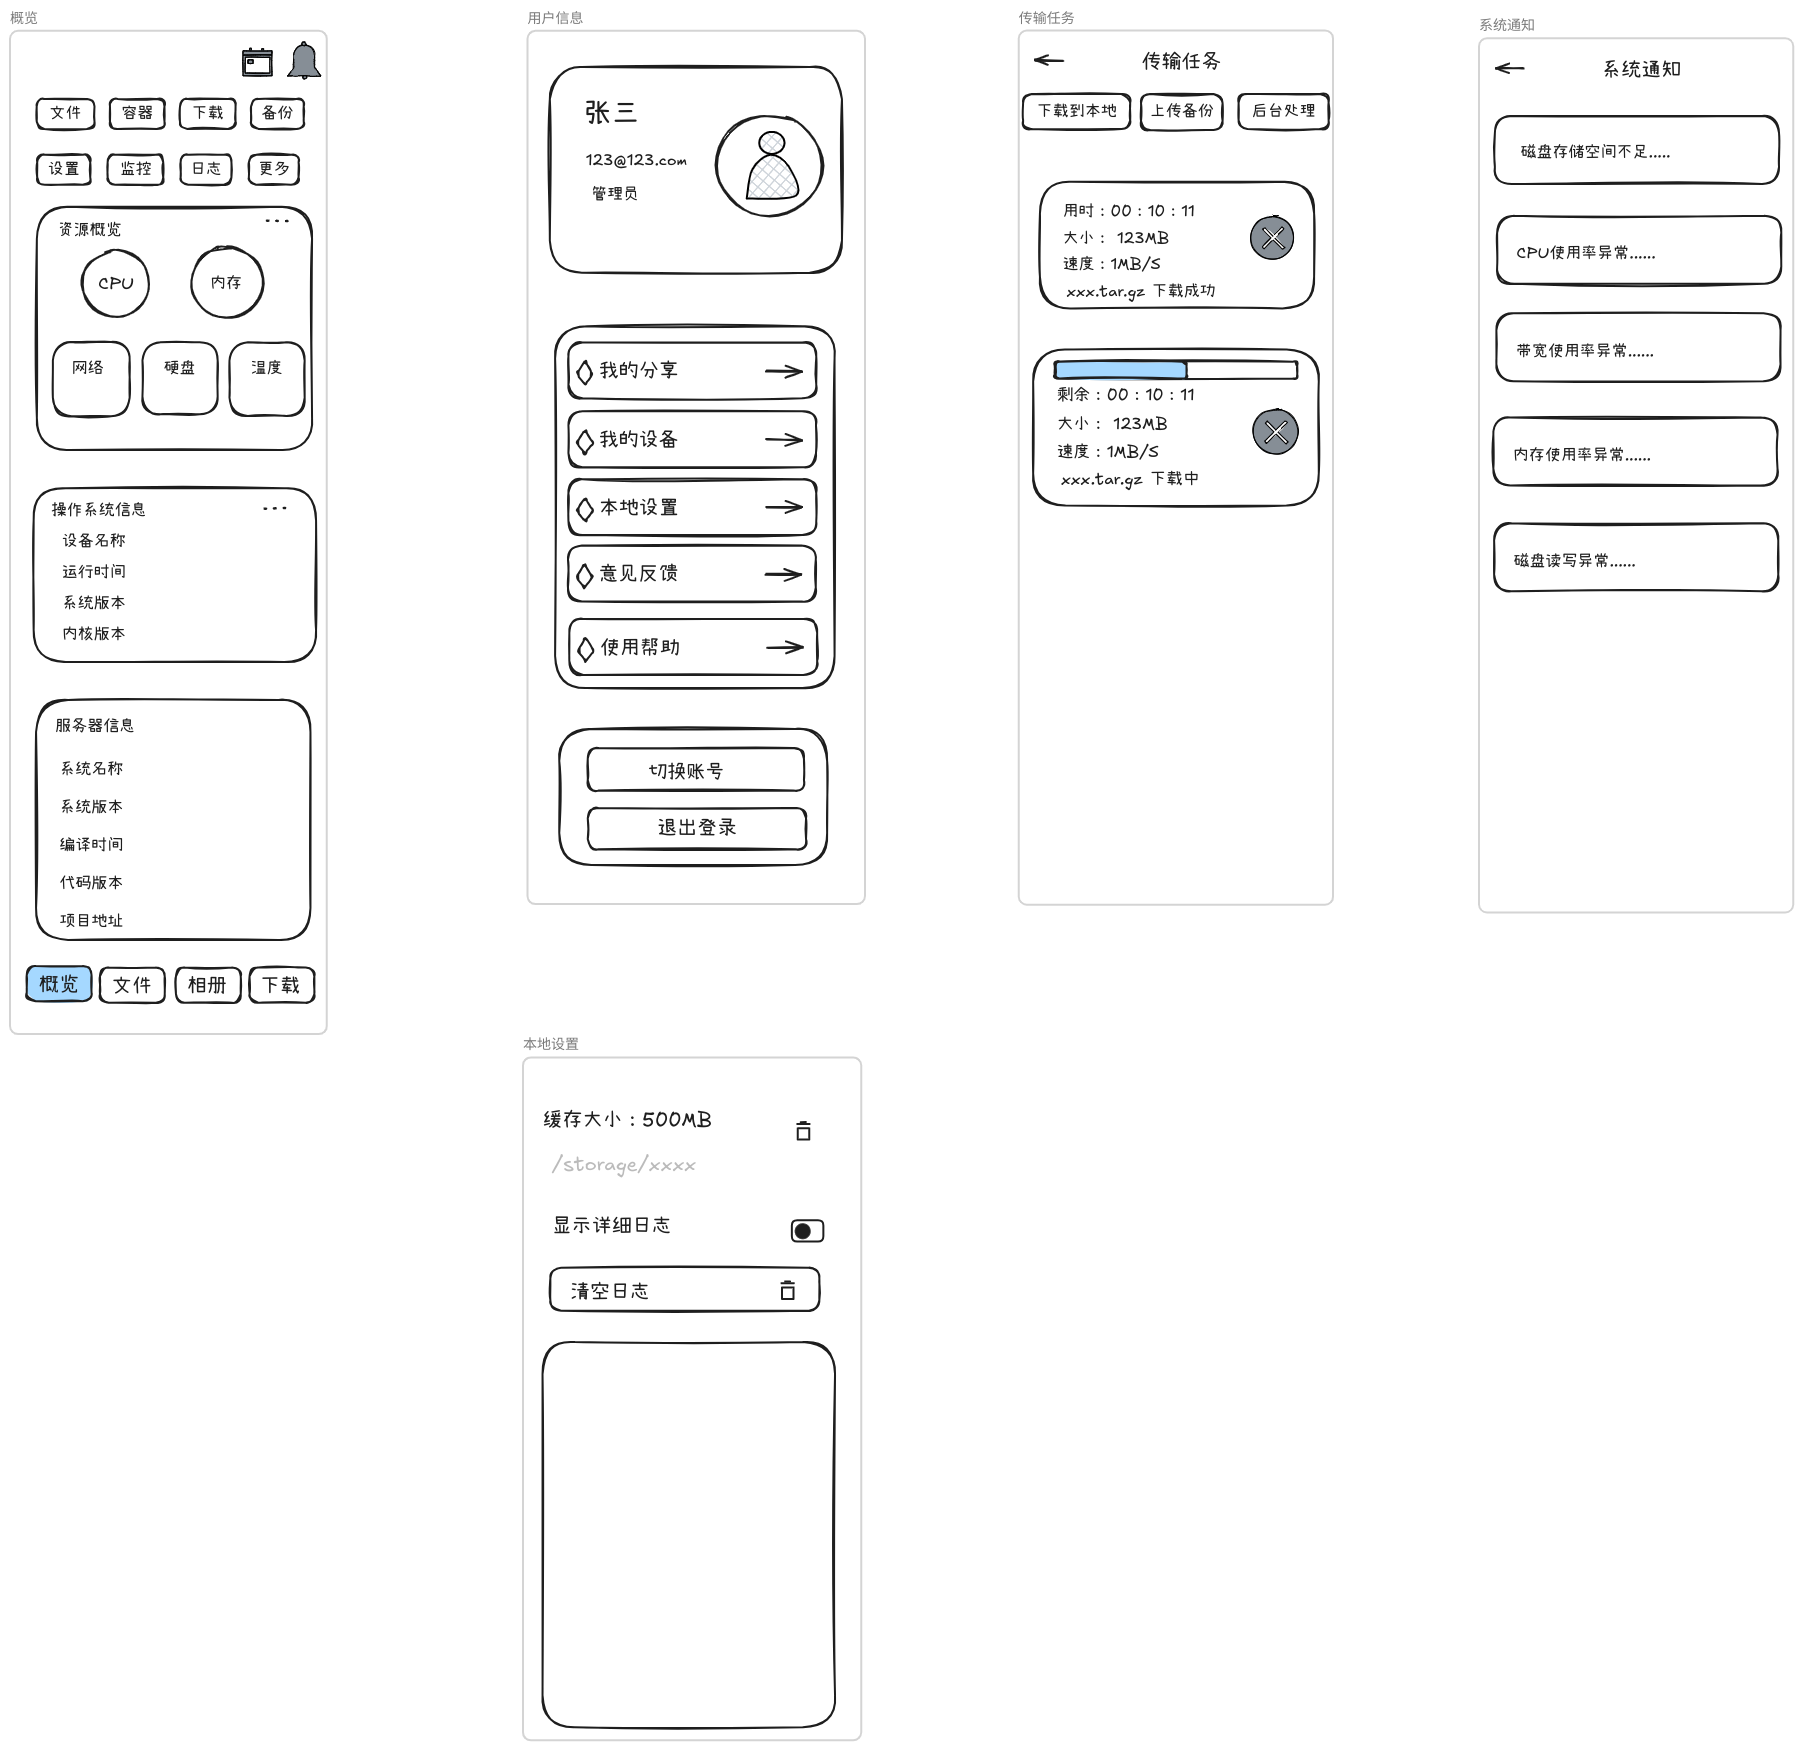 概览
文件 容器 下载 备份
设置 监控 日志 更多
资源概览 ...
CPU 内存
网络 硬盘 温度
操作系统信息 ...
设备名称
运行时间
系统版本
内核版本
服务器信息
系统名称
系统版本
编译时间
代码版本
项目地址
概览 文件 相册 下载
用户信息
张三
123@123.com
管理员
我的分享
我的设备
本地设置
意见反馈
使用帮助
切换账号
退出登录
传输任务
传输任务
下载到本地 上传备份 后台处理
用时：00：10：11
大小： 123MB
速度：1MB/S
xxx.tar.gz 下载成功
剩余：00：10：11
大小： 123MB
速度：1MB/S
xxx.tar.gz 下载中
系统通知
系统通知
磁盘存储空间不足.....
CPU使用率异常......
带宽使用率异常......
内存使用率异常......
磁盘读写异常......
本地设置
缓存大小：500MB
/storage/xxxx
显示详细日志
清空日志